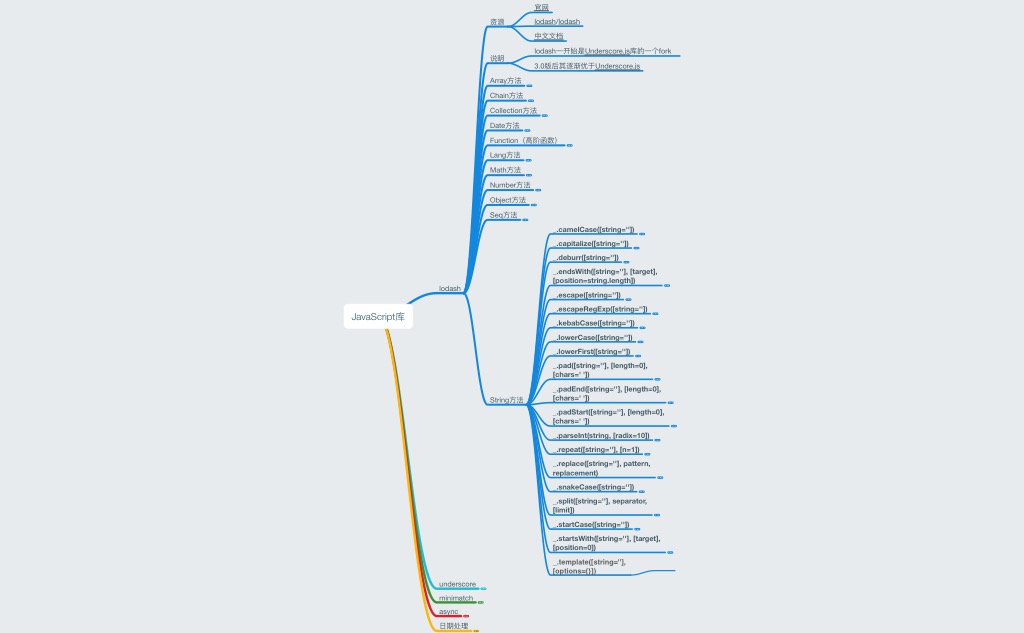 官网
资源
lodash/lodash
中文文档
lodash一开始是Underscore.js库的一个fork
说明
3.0版后其逐渐优于Underscore.js
Array方法
Chain方法
Collection方法
Date方法
Function（高阶函数）
Lang方法
Math方法
Number方法
Object方法
Seq方法
_.camelCase([string=''])
_.capitalize([string=''])
_.deburr([string=''])
_.endsWith([string=''], [target],
[position=string.length])
_.escape([string=''])
_.escapeRegExp([string=''])
_.kebabCase([string=''])
_.lowerCase([string=''])
_.lowerFirst([string=''])
_.pad([string=''], [length=0],
[chars=' '])
_.padEnd([string=''], [length=0],
[chars=' '])
_.padStart([string=''], [length=0],
[chars=' '])
_.parseInt(string, [radix=10])
_.repeat([string=''], [n=1])
_.replace([string=''], pattern,
replacement)
_.snakeCase([string=''])
_.split([string=''], separator,
[limit])
_.startCase([string=''])
_.startsWith([string=''], [target],
[position=0])
_.template([string=''],
[options={}])
String方法
lodash
JavaScript库
underscore
minimatch
async
日期处理